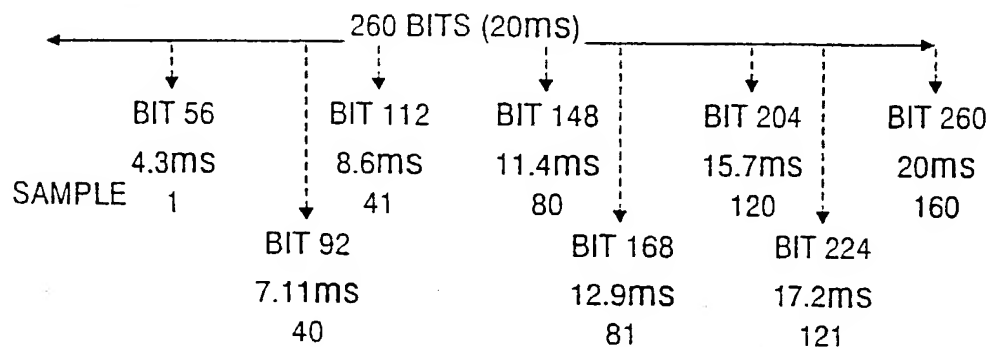 260 BITS (20ms)
BIT 56 BIT 112 BIT 148 BIT 204 BIT 260
4.3ms 8.6ms 11.4ms 15.7ms 20ms
SAMPLE 1 41 80 120 160
BIT 92 BIT 168 BIT 224
7.11ms 12.9ms 17.2ms
40 81 121